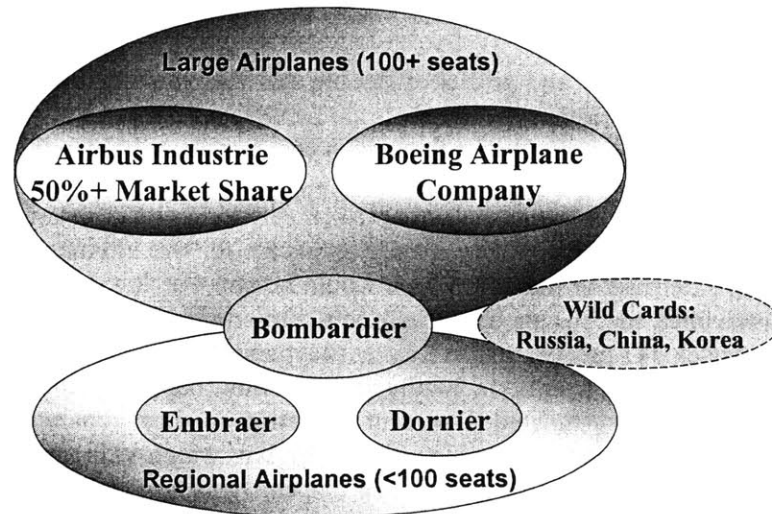 Large Airplanes (100+ seats)
Airbus Industrie
50%+ Market Share
Boeing Airplane
Company
Bombardier
Wild Cards:
Russia, China, Korea
Embraer
Dornier
Regional Airplanes (<100 seats)